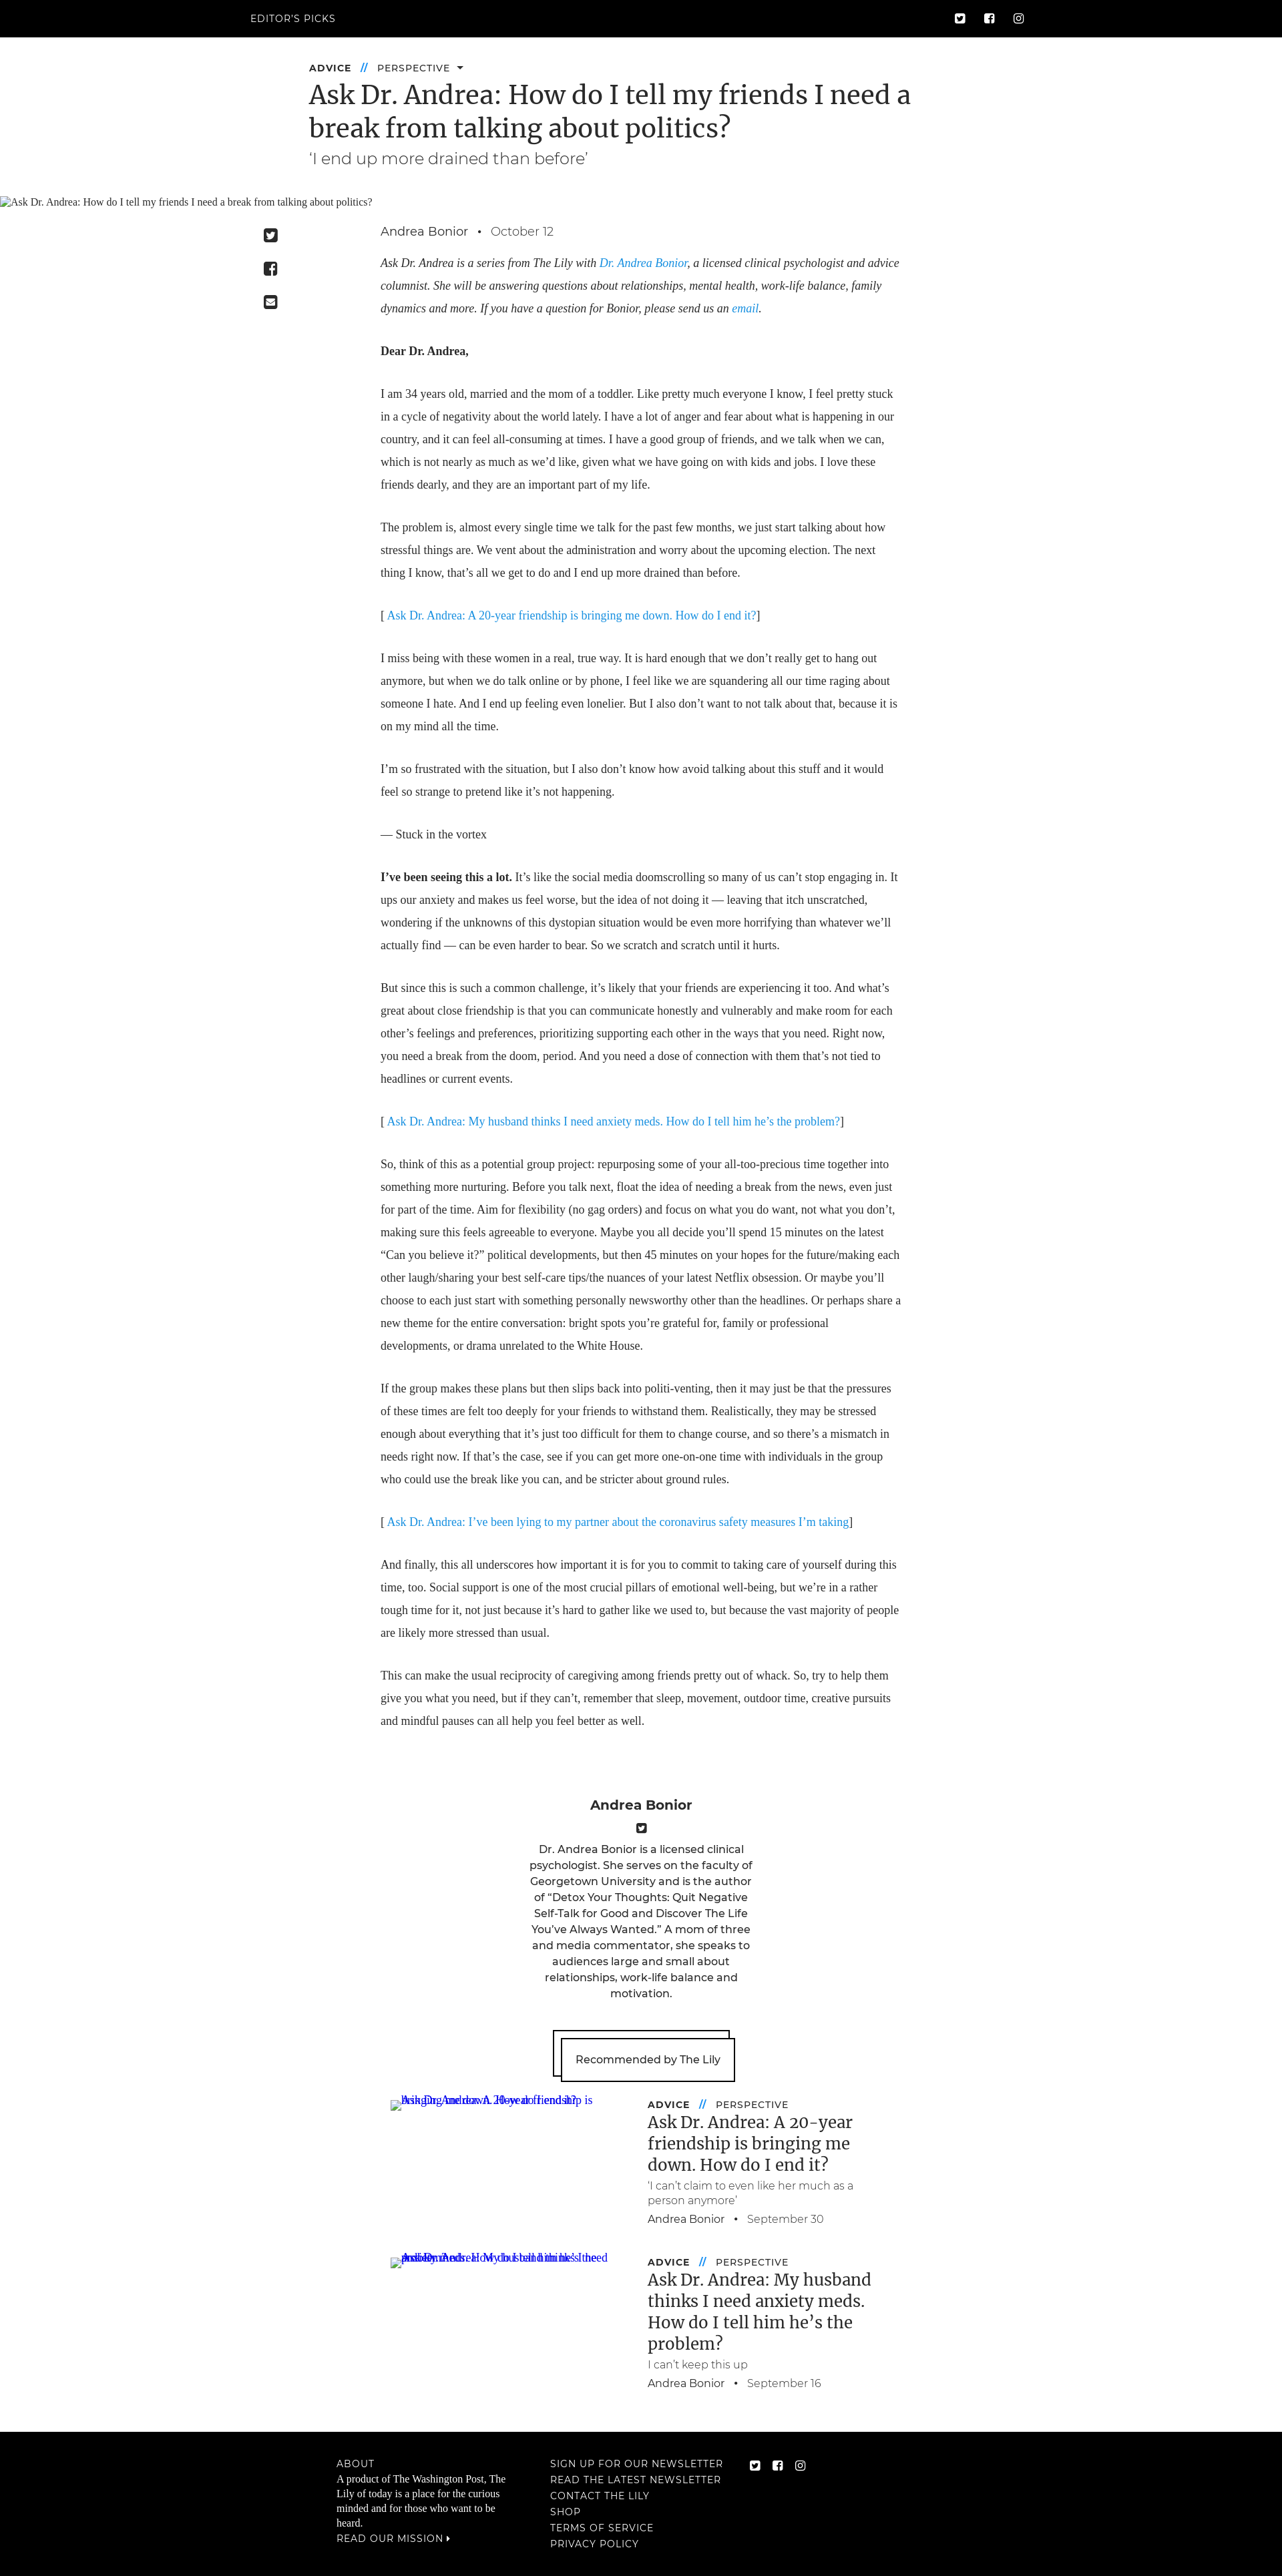 EDITOR'S PICKS
ADVICE // PERSPECTIVE
Ask Dr. Andrea: How do I tell my friends I need a
break from talking about politics?
‘I end up more drained than before’
Ask Dr. Andrea: How do I tell my friends I need a break from talking about politics?
Andrea Bonior • October 12
Ask Dr. Andrea is a series from The Lily with Dr. Andrea Bonior, a licensed clinical psychologist and advice
columnist. She will be answering questions about relationships, mental health, work-life balance, family
dynamics and more. If you have a question for Bonior, please send us an email.
Dear Dr. Andrea,
I am 34 years old, married and the mom of a toddler. Like pretty much everyone I know, I feel pretty stuck
in a cycle of negativity about the world lately. I have a lot of anger and fear about what is happening in our
country, and it can feel all-consuming at times. I have a good group of friends, and we talk when we can,
which is not nearly as much as we’d like, given what we have going on with kids and jobs. I love these
friends dearly, and they are an important part of my life.
The problem is, almost every single time we talk for the past few months, we just start talking about how
stressful things are. We vent about the administration and worry about the upcoming election. The next
thing I know, that’s all we get to do and I end up more drained than before.
[ Ask Dr. Andrea: A 20-year friendship is bringing me down. How do I end it?]
I miss being with these women in a real, true way. It is hard enough that we don’t really get to hang out
anymore, but when we do talk online or by phone, I feel like we are squandering all our time raging about
someone I hate. And I end up feeling even lonelier. But I also don’t want to not talk about that, because it is
on my mind all the time.
I’m so frustrated with the situation, but I also don’t know how avoid talking about this stuff and it would
feel so strange to pretend like it’s not happening.
— Stuck in the vortex
I’ve been seeing this a lot. It’s like the social media doomscrolling so many of us can’t stop engaging in. It
ups our anxiety and makes us feel worse, but the idea of not doing it — leaving that itch unscratched,
wondering if the unknowns of this dystopian situation would be even more horrifying than whatever we’ll
actually find — can be even harder to bear. So we scratch and scratch until it hurts.
But since this is such a common challenge, it’s likely that your friends are experiencing it too. And what’s
great about close friendship is that you can communicate honestly and vulnerably and make room for each
other’s feelings and preferences, prioritizing supporting each other in the ways that you need. Right now,
you need a break from the doom, period. And you need a dose of connection with them that’s not tied to
headlines or current events.
[ Ask Dr. Andrea: My husband thinks I need anxiety meds. How do I tell him he’s the problem?]
So, think of this as a potential group project: repurposing some of your all-too-precious time together into
something more nurturing. Before you talk next, float the idea of needing a break from the news, even just
for part of the time. Aim for flexibility (no gag orders) and focus on what you do want, not what you don’t,
making sure this feels agreeable to everyone. Maybe you all decide you’ll spend 15 minutes on the latest
“Can you believe it?” political developments, but then 45 minutes on your hopes for the future/making each
other laugh/sharing your best self-care tips/the nuances of your latest Netflix obsession. Or maybe you’ll
choose to each just start with something personally newsworthy other than the headlines. Or perhaps share a
new theme for the entire conversation: bright spots you’re grateful for, family or professional
developments, or drama unrelated to the White House.
If the group makes these plans but then slips back into politi-venting, then it may just be that the pressures
of these times are felt too deeply for your friends to withstand them. Realistically, they may be stressed
enough about everything that it’s just too difficult for them to change course, and so there’s a mismatch in
needs right now. If that’s the case, see if you can get more one-on-one time with individuals in the group
who could use the break like you can, and be stricter about ground rules.
[ Ask Dr. Andrea: I’ve been lying to my partner about the coronavirus safety measures I’m taking]
And finally, this all underscores how important it is for you to commit to taking care of yourself during this
time, too. Social support is one of the most crucial pillars of emotional well-being, but we’re in a rather
tough time for it, not just because it’s hard to gather like we used to, but because the vast majority of people
are likely more stressed than usual.
This can make the usual reciprocity of caregiving among friends pretty out of whack. So, try to help them
give you what you need, but if they can’t, remember that sleep, movement, outdoor time, creative pursuits
and mindful pauses can all help you feel better as well.
Andrea Bonior
Dr. Andrea Bonior is a licensed clinical
psychologist. She serves on the faculty of
Georgetown University and is the author
of “Detox Your Thoughts: Quit Negative
Self-Talk for Good and Discover The Life
You’ve Always Wanted.” A mom of three
and media commentator, she speaks to
audiences large and small about
relationships, work-life balance and
motivation.
Recommended by The Lily
Ask Dr. Andrea: A 20-year friendship is
bringing me down. How do I end it?
ADVICE // PERSPECTIVE
Ask Dr. Andrea: A 20-year
friendship is bringing me
down. How do I end it?
‘I can’t claim to even like her much as a
person anymore’
Andrea Bonior • September 30
Ask Dr. Andrea: My husband thinks I need
anxiety meds. How do I tell him he’s the
problem?
ADVICE // PERSPECTIVE
Ask Dr. Andrea: My husband
thinks I need anxiety meds.
How do I tell him he’s the
problem?
I can’t keep this up
Andrea Bonior • September 16
ABOUT
A product of The Washington Post, The
Lily of today is a place for the curious
minded and for those who want to be
heard.
READ OUR MISSION
SIGN UP FOR OUR NEWSLETTER
READ THE LATEST NEWSLETTER
CONTACT THE LILY
SHOP
TERMS OF SERVICE
PRIVACY POLICY